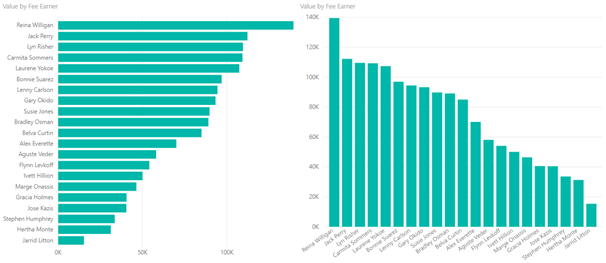 Value by Fee Earner
Reina Willigan
Jack Perry
Lyn Risher
Carmita Sommers
Laurene Yokoe
Bonnie Suarez
Lenny Carlson
Gary Okido
Susie Jones
Bradley Osman
Belva Curtin
Alex Everette
Aguste Veder
Flynn Levkoff
Ivett Hillion
Marge Onassis
Gracia Holmes
Jose Kazis
Stephen Humphrey
Hertha Monte
Jarrid Litton
0K 50K 100K
Value by Fee Earner
140K
120K
100K
80K
60K
40K
20K
0K
Reina Willigan
Jack Perry
Lyn Risher
Carmita Sommers
Laurene Yokoe
Bonnie Suarez
Lenny Carlson
Gary Okido
Susie Jones
Bradley Osman
Belva Curtin
Alex Everette
Aguste Veder
Flynn Levkoff
Ivett Hillion
Marge Onassis
Gracia Holmes
Jose Kazis
Stephen Humphrey
Hertha Monte
Jarrid Litton